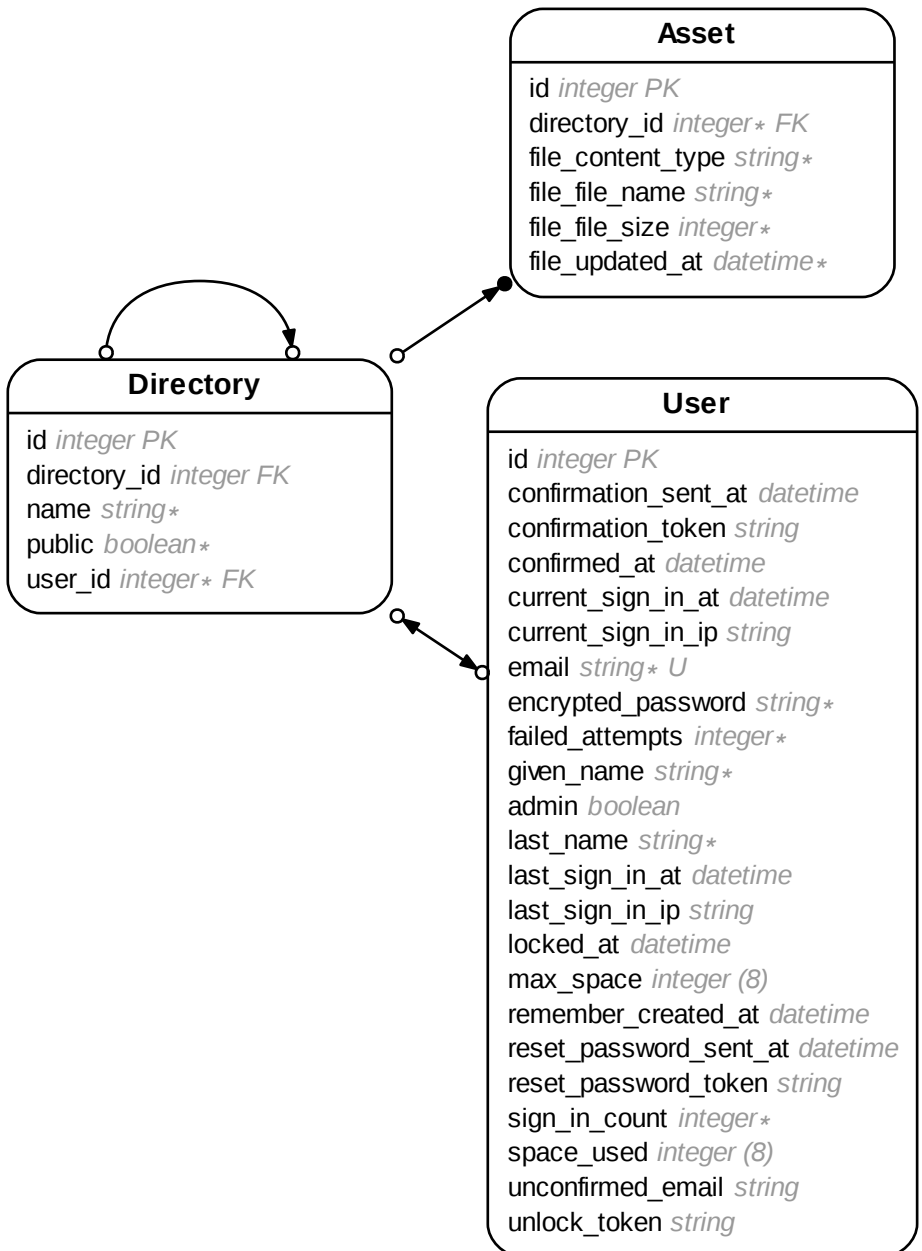 Asset
id integer PK
directory_id integer∗ FK
file_content_type string∗
file_file_name string∗
file_file_size integer∗
file_updated_at datetime∗
Directory
id integer PK
directory_id integer FK
name string∗
public boolean∗
user_id integer∗ FK
User
id integer PK
confirmation_sent_at datetime
confirmation_token string
confirmed_at datetime
current_sign_in_at datetime
current_sign_in_ip string
email string∗ U
encrypted_password string∗
failed_attempts integer∗
given_name string∗
admin boolean
last_name string∗
last_sign_in_at datetime
last_sign_in_ip string
locked_at datetime
max_space integer (8)
remember_created_at datetime
reset_password_sent_at datetime
reset_password_token string
sign_in_count integer∗
space_used integer (8)
unconfirmed_email string
unlock_token string